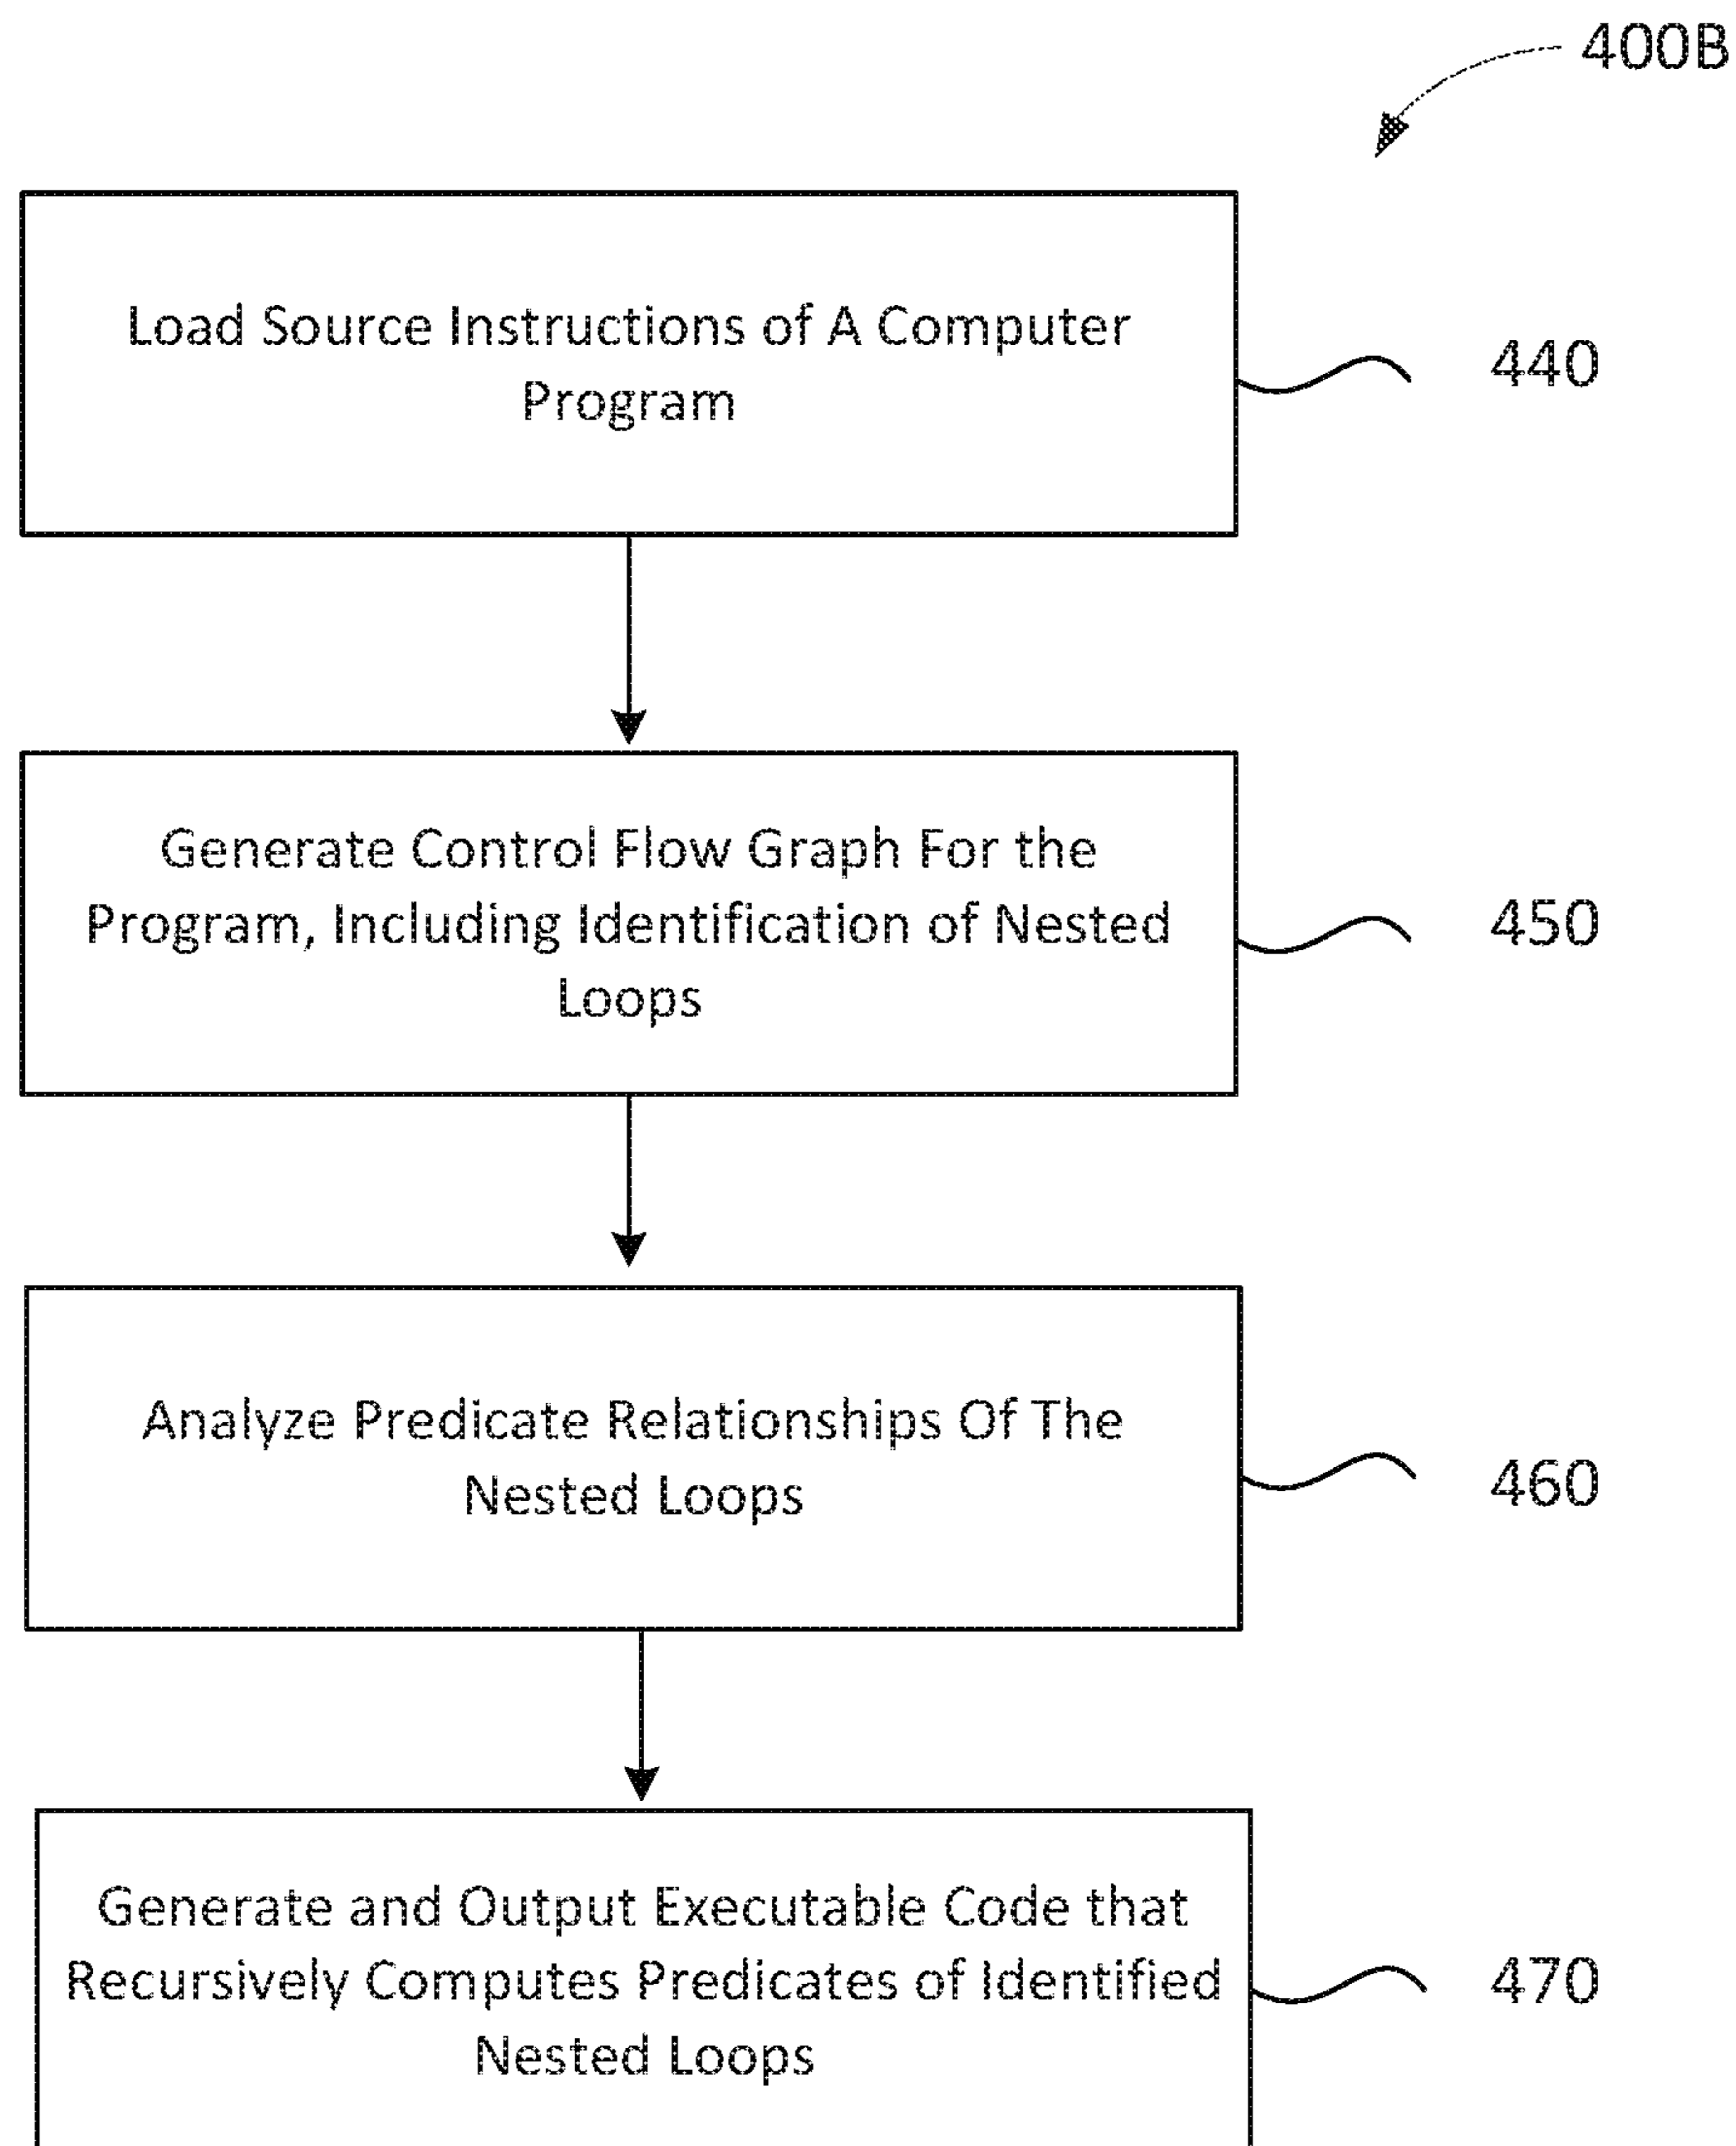 400B
Load Source Instructions of A Computer
Program
440
Generate Control Flow Graph For the
Program, Including Identification of Nested
Loops
450
Analyze Predicate Relationships Of The
Nested Loops
460
Generate and Output Executable Code that
Recursively Computes Predicates of Identified
Nested Loops
470